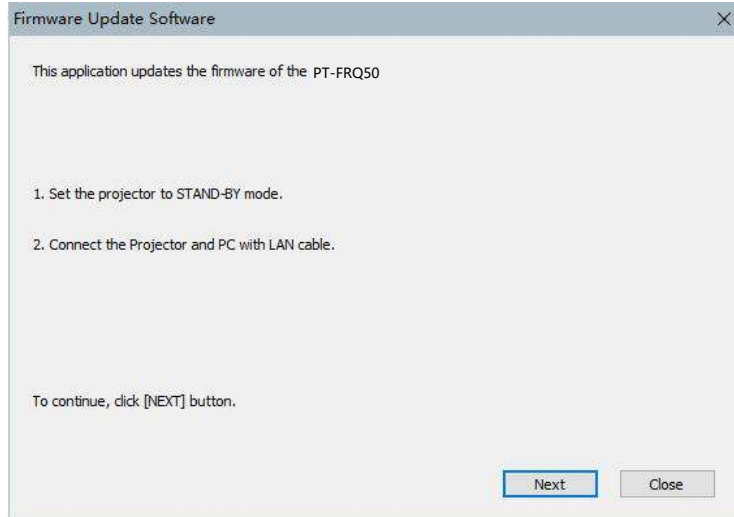 Firmware Update Software
This application updates the firmware of the PT-FRQ50
1. Set the projector to STAND-BY mode.
2. Connect the Projector and PC with LAN cable.
To continue, click [NEXT] button.
Next
Close